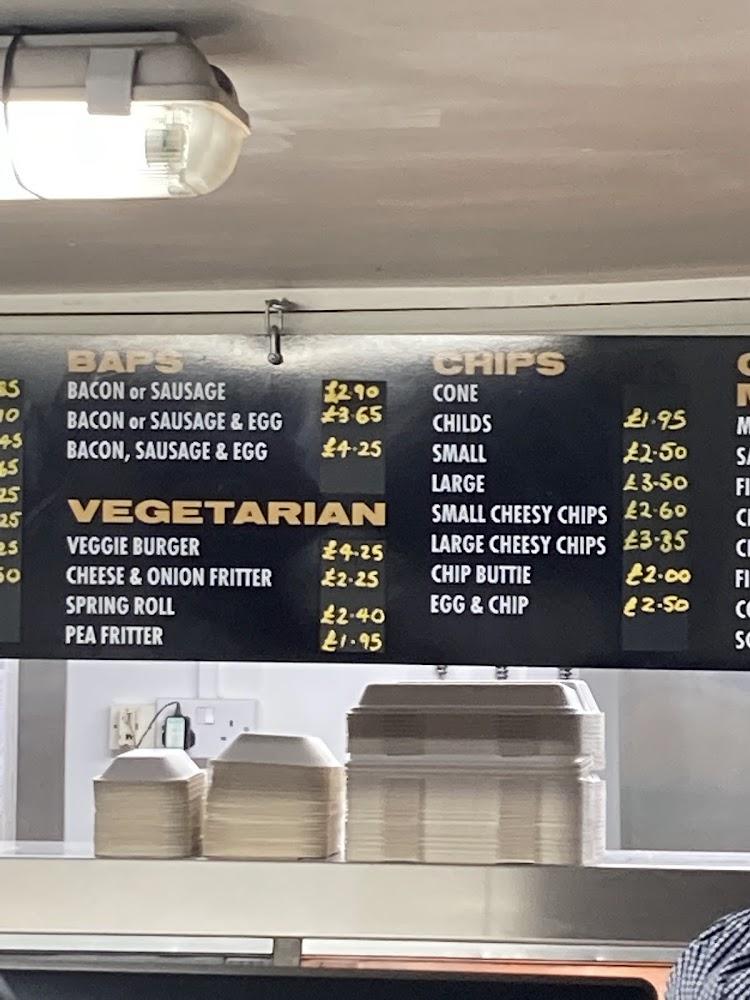 BAPS
BACON or SAUSAGE £2.90
BACON or SAUSAGE & EGG £3.65
BACON, SAUSAGE & EGG £4.25
VEGETARIAN
VEGGIE BURGER £4.25
CHEESE & ONION FRITTER £2.25
SPRING ROLL £2.40
PEA FRITTER £1.95
CHIPS
CONE
CHILDS £1.95
SMALL £2.50
LARGE £3.50
SMALL CHEESY CHIPS £2.60
LARGE CHEESY CHIPS £3.35
CHIP BUTTIE £2.00
EGG & CHIP £2.50